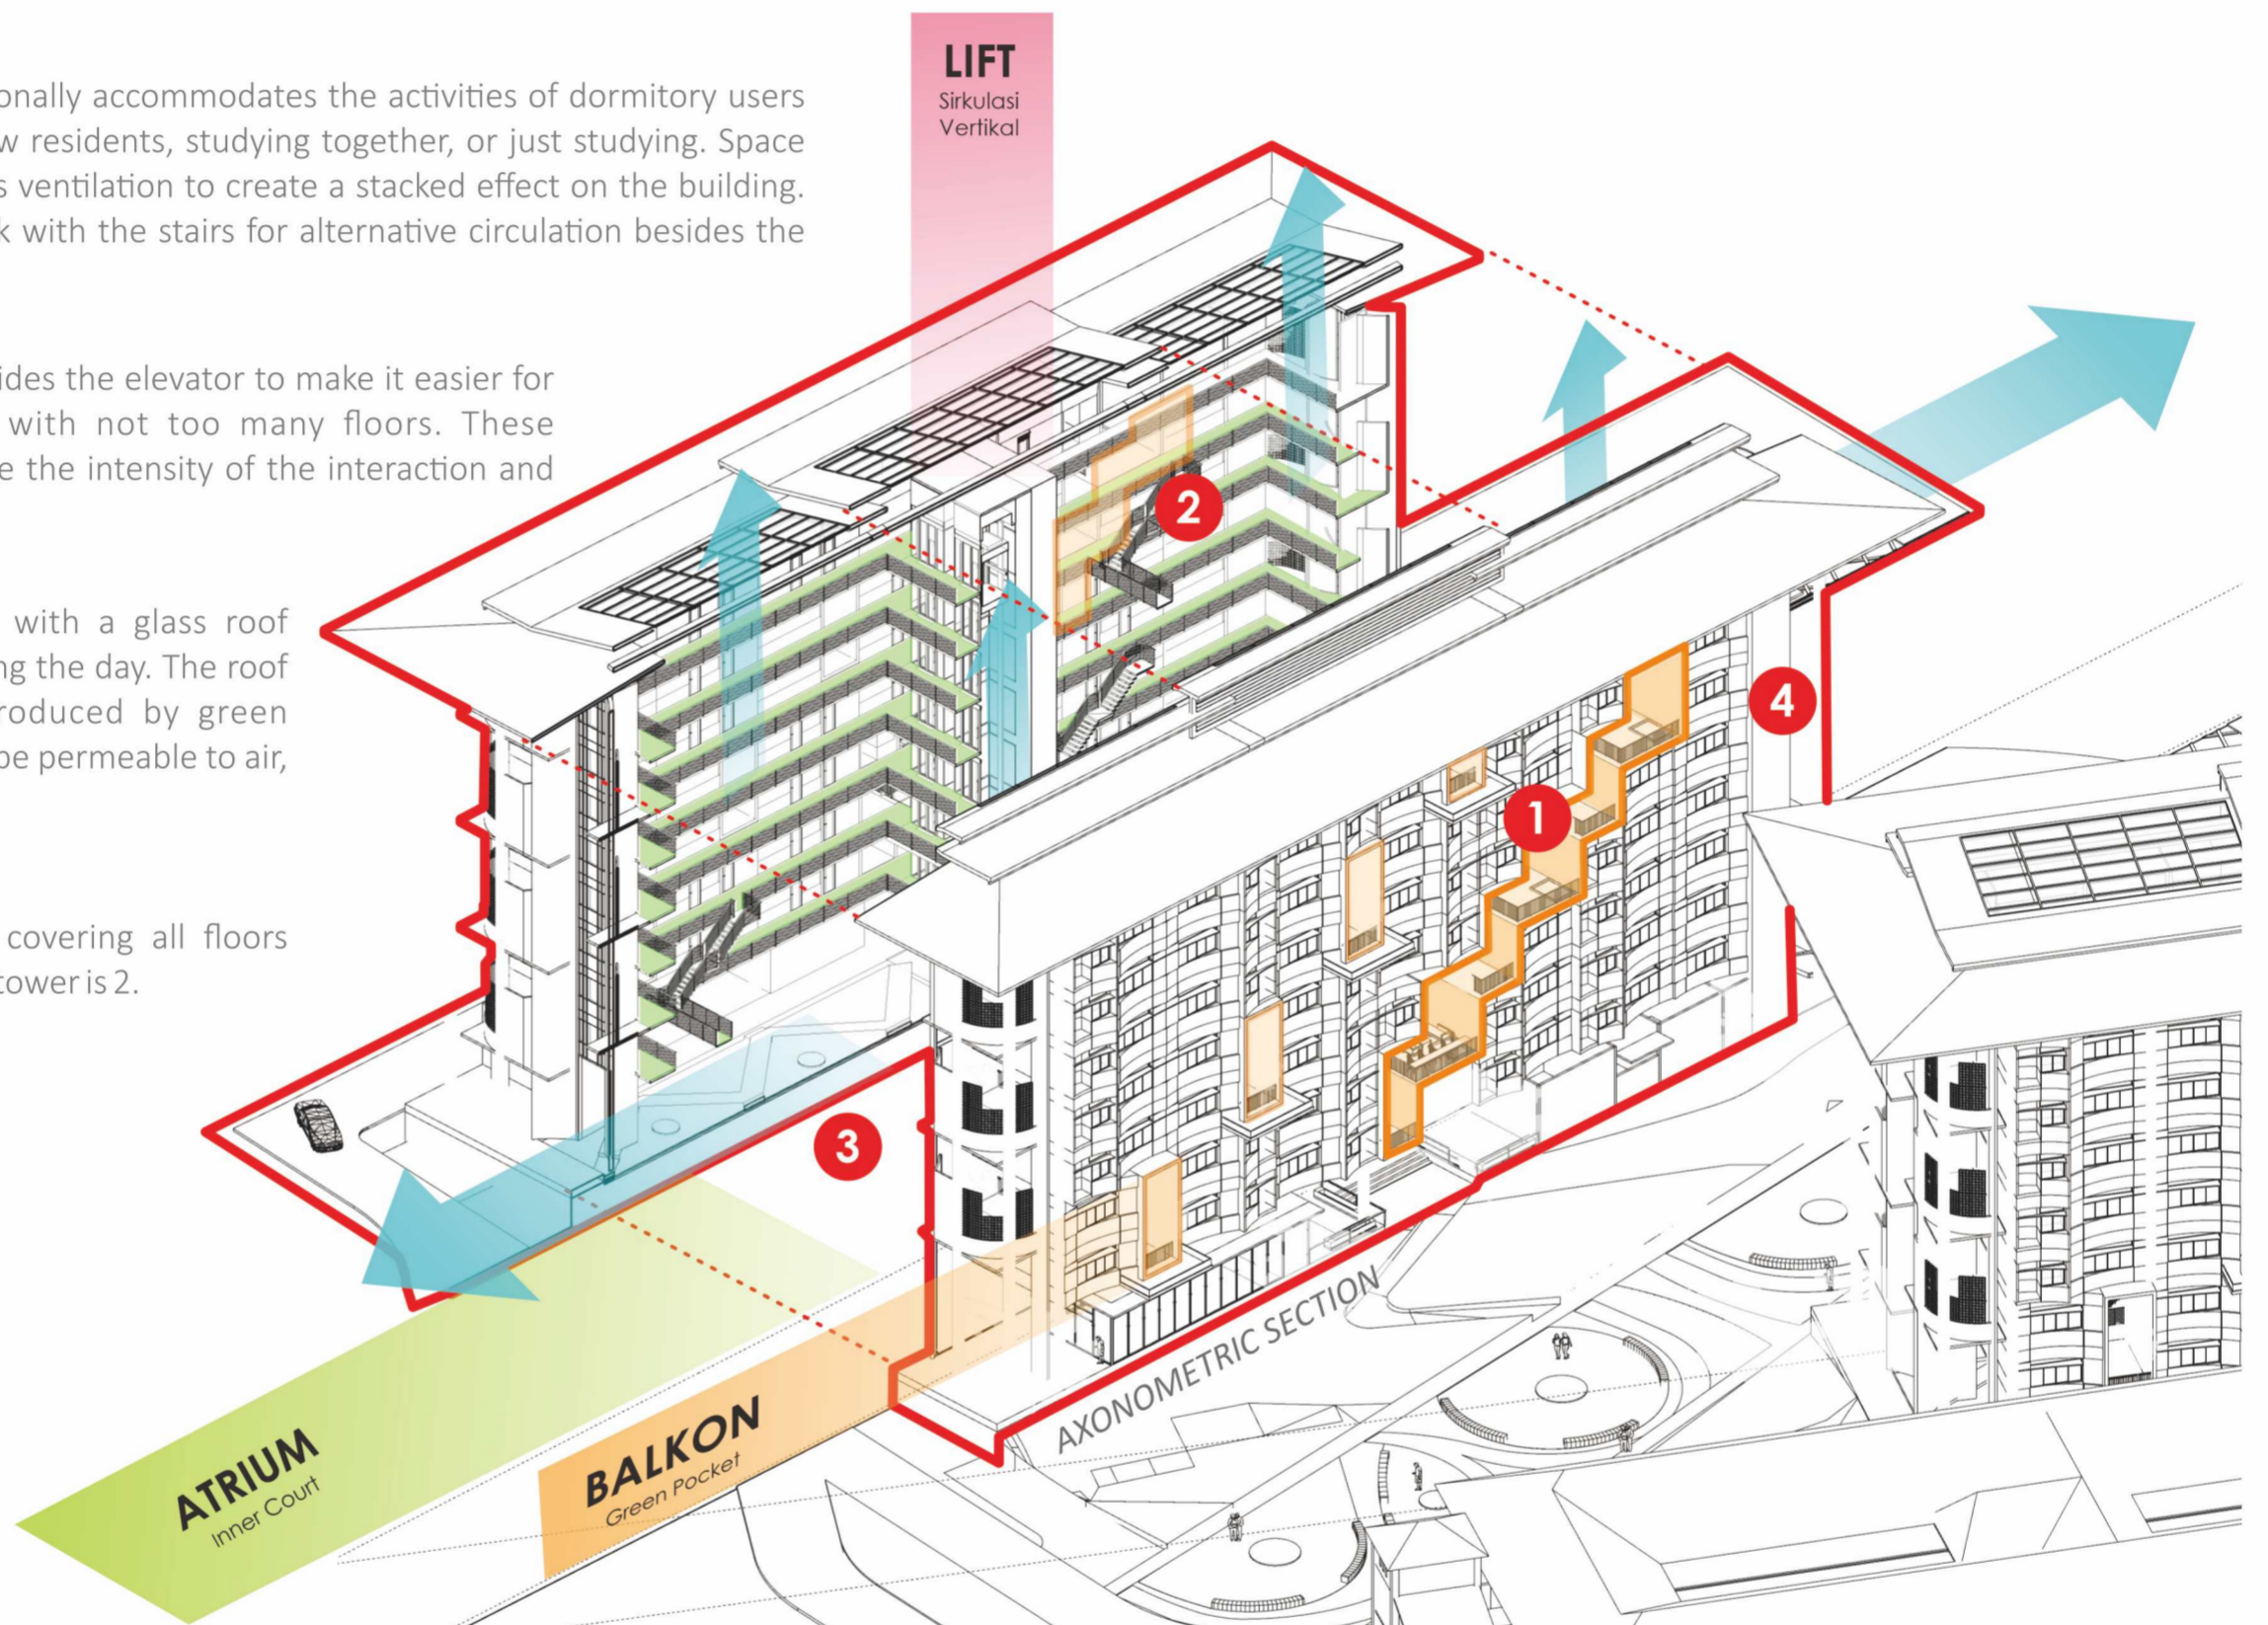 onally accommodates the activities of dormitory users
w residents, studying together, or just studying. Space
s ventilation to create a stacked effect on the building.
k with the stairs for alternative circulation besides the
ides the elevator to make it easier for
with not too many floors. These
e the intensity of the interaction and
with a glass roof
ng the day. The roof
roduced by green
be permeable to air,
covering all floors
tower is 2.
LIFT
Sirkulasi
Vertikal
2
4
1
3
AXONOMETRIC SECTION
ATRIUM
Inner Court
BALKON
Green Pocket